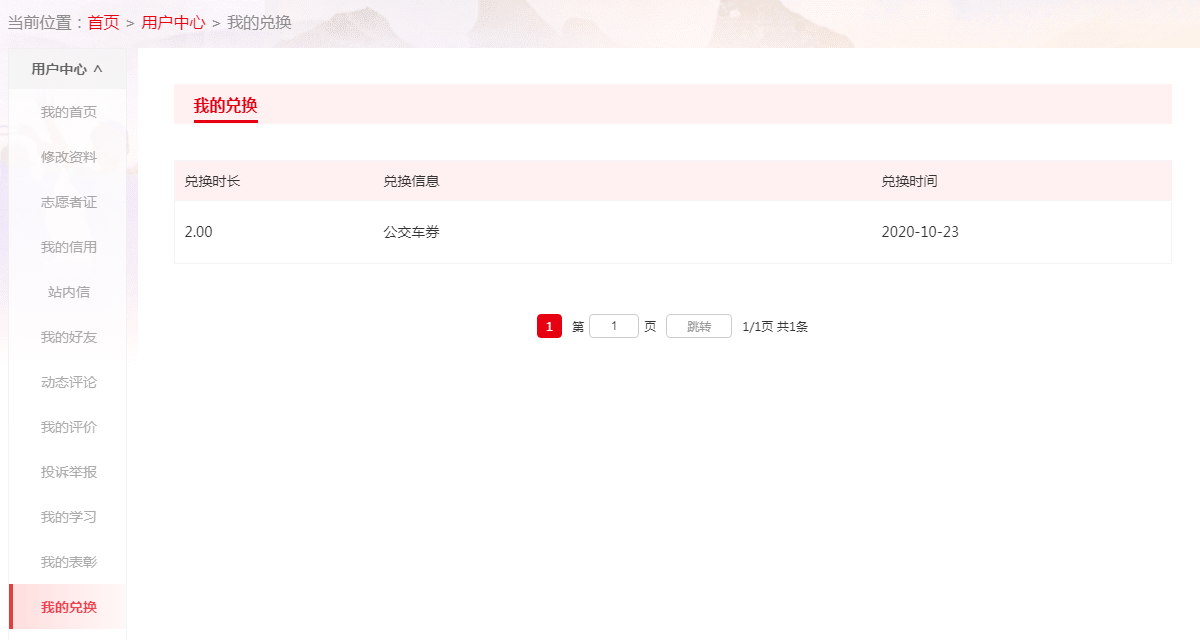 当前位置：首页 > 用户中心 > 我的兑换
用户中心 ∧
我的首页
修改资料
志愿者证
我的信用
站内信
我的好友
动态评论
我的评价
投诉举报
我的学习
我的表彰
我的兑换
我的兑换
兑换时长 兑换信息 兑换时间
2.00 公交车券 2020-10-23
1 第 1 页 跳转 1/1页 共1条